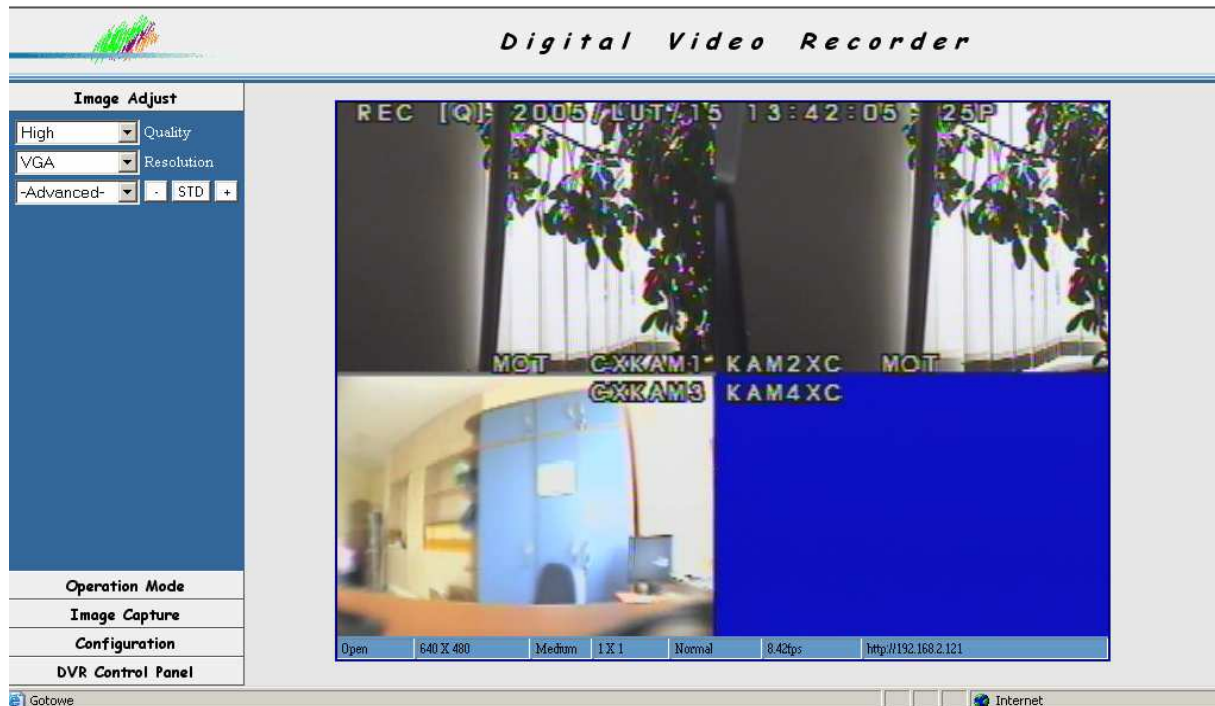 Digital Video Recorder
Image Adjust
High Quality
VGA Resolution
-Advanced- - STD +
REC [Q] 2005/LUT/15 13:42:05 25P
MOT CXKAM1 KAM2XC MOT
CXKAM3 KAM4XC
Operation Mode
Image Capture
Configuration
DVR Control Panel
Open 640 X 480 Medium 1 X 1 Normal 8.42fps http://192.168.2.121
Gotowe Internet